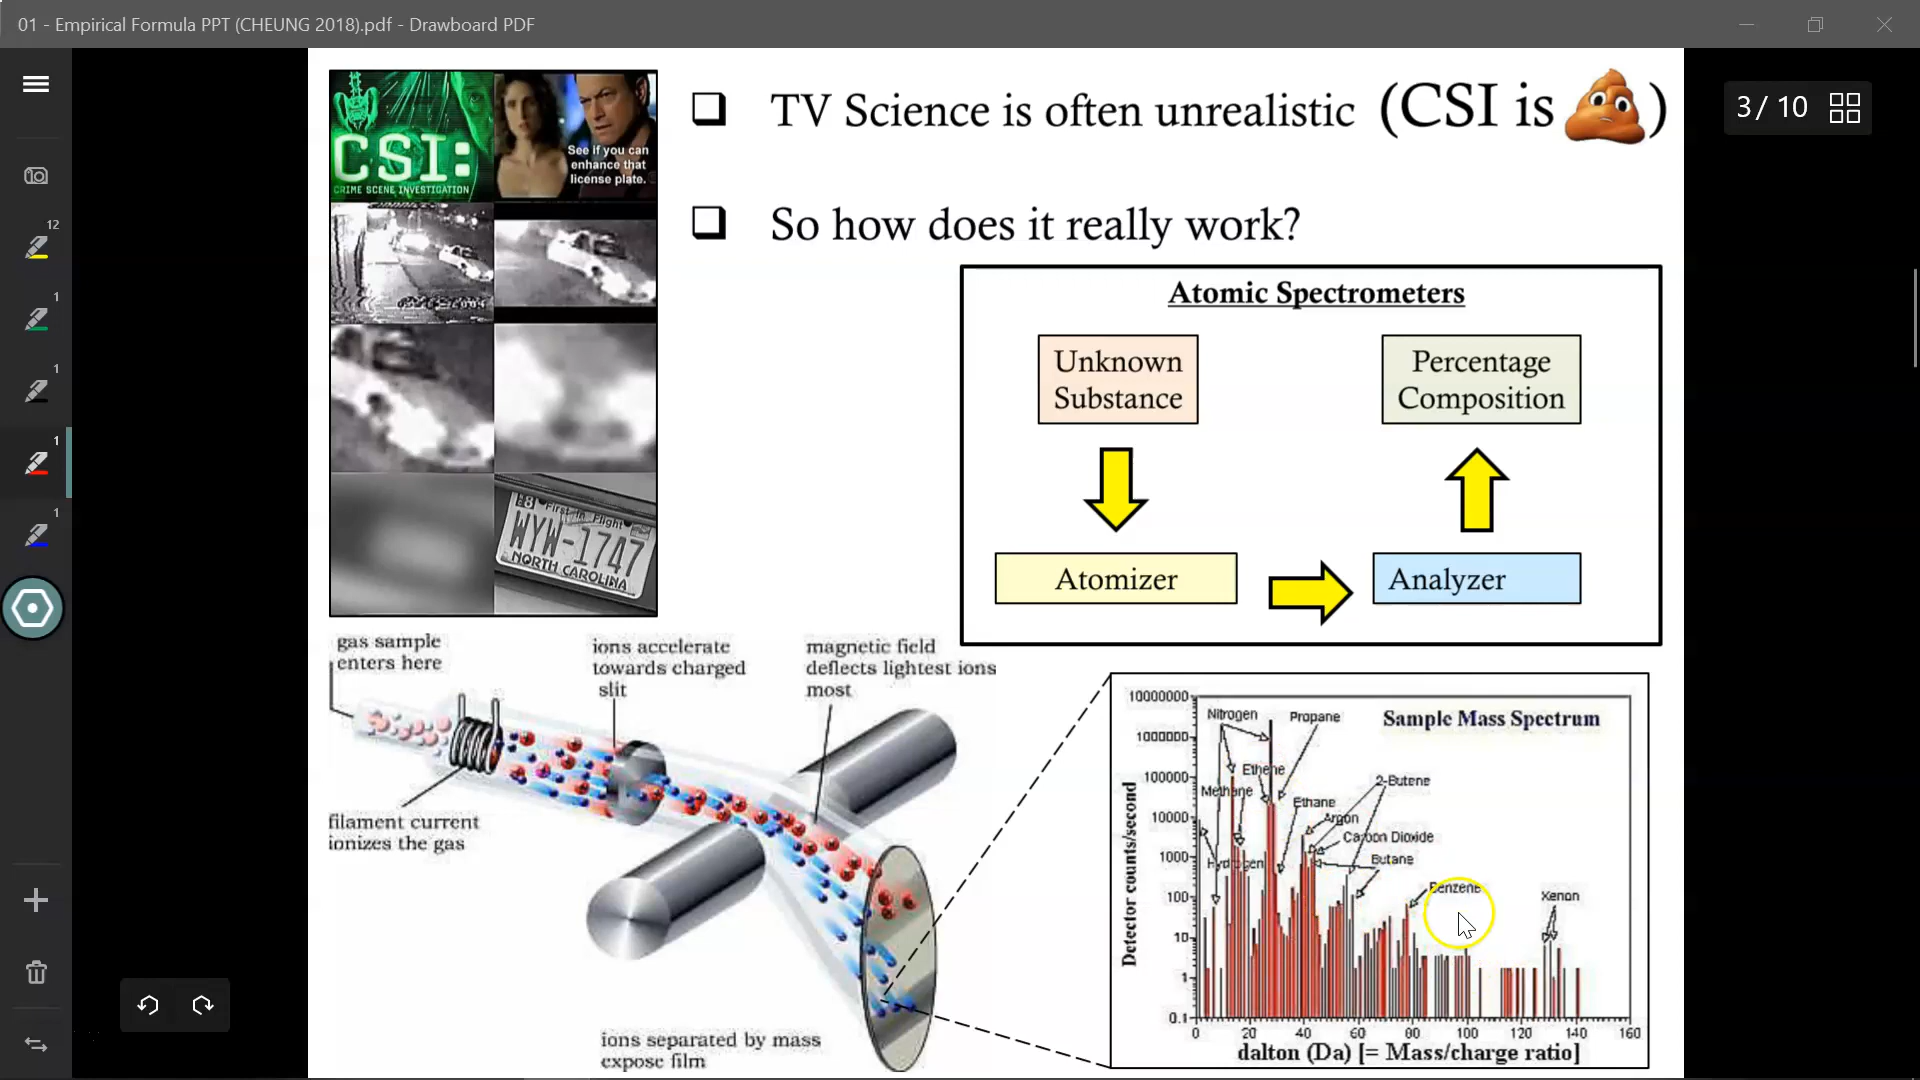 01 - Empirical Formula PPT (CHEUNG 2018).pdf - Drawboard PDF
3 / 10
12
1
1
1
1
CSI:
CRIME SCENE INVESTIGATION
See if you can
enhance that
license plate.
First in Flight
WYW-1747
NORTH CAROLINA
TV Science is often unrealistic (CSI is 💩)
So how does it really work?
Atomic Spectrometers
Unknown
Substance
Percentage
Composition
Atomizer
Analyzer
gas sample
enters here
ions accelerate
towards charged
slit
magnetic field
deflects lightest ions
most
filament current
ionizes the gas
ions separated by mass
expose film
Sample Mass Spectrum
Nitrogen
Propane
Ethene
2-Butene
Methane
Ethane
Argon
Carbon Dioxide
Hydrogen
Butane
Benzene
Xenon
Detector counts/second
10000000
1000000
100000
10000
1000
100
10
1
0.1
0 20 40 60 80 100 120 140 160
dalton (Da) [= Mass/charge ratio]